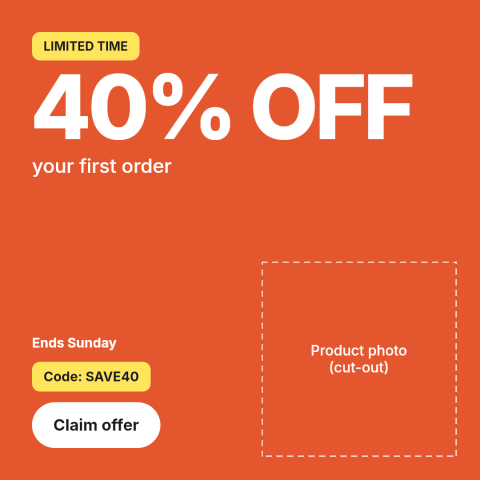 LIMITED TIME
40% OFF
your first order
Ends Sunday
Code: SAVE40
Claim offer
Product photo
(cut-out)